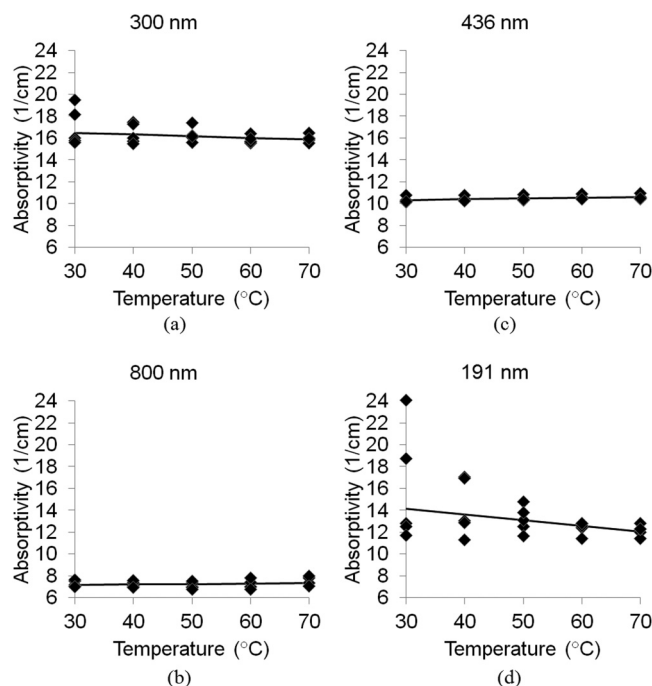 300 nm
Absorptivity (1/cm)
24
22
20
18
16
14
12
10
8
6
30 40 50 60 70
Temperature (°C)
(a)
436 nm
Absorptivity (1/cm)
24
22
20
18
16
14
12
10
8
6
30 40 50 60 70
Temperature (°C)
(c)
800 nm
Absorptivity (1/cm)
24
22
20
18
16
14
12
10
8
6
30 40 50 60 70
Temperature (°C)
(b)
191 nm
Absorptivity (1/cm)
24
22
20
18
16
14
12
10
8
6
30 40 50 60 70
Temperature (°C)
(d)